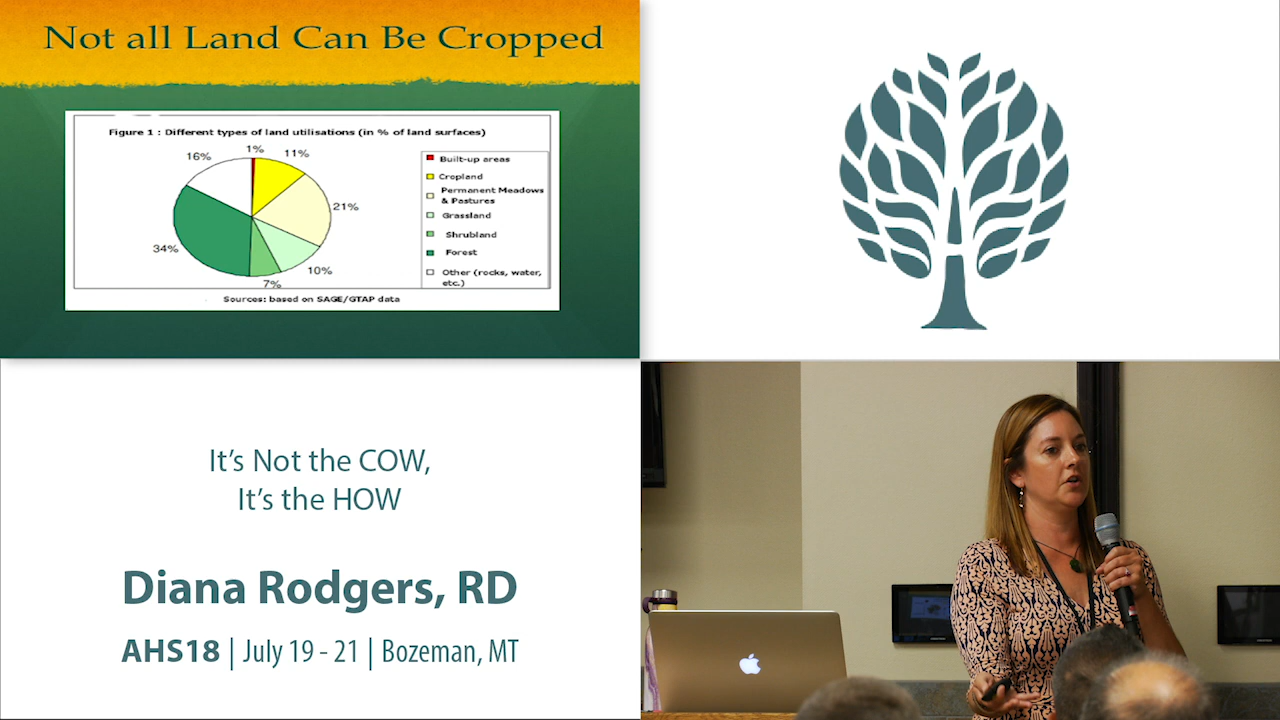 Not all Land Can Be Cropped
Figure 1 : Different types of land utilisations (in % of land surfaces)
1%
11%
16%
21%
34%
10%
7%
Built-up areas
Cropland
Permanent Meadows
& Pastures
Grassland
Shrubland
Forest
Other (rocks, water,
etc.)
Sources: based on SAGE/GTAP data
It's Not the COW,
It's the HOW
Diana Rodgers, RD
AHS18 | July 19 - 21 | Bozeman, MT